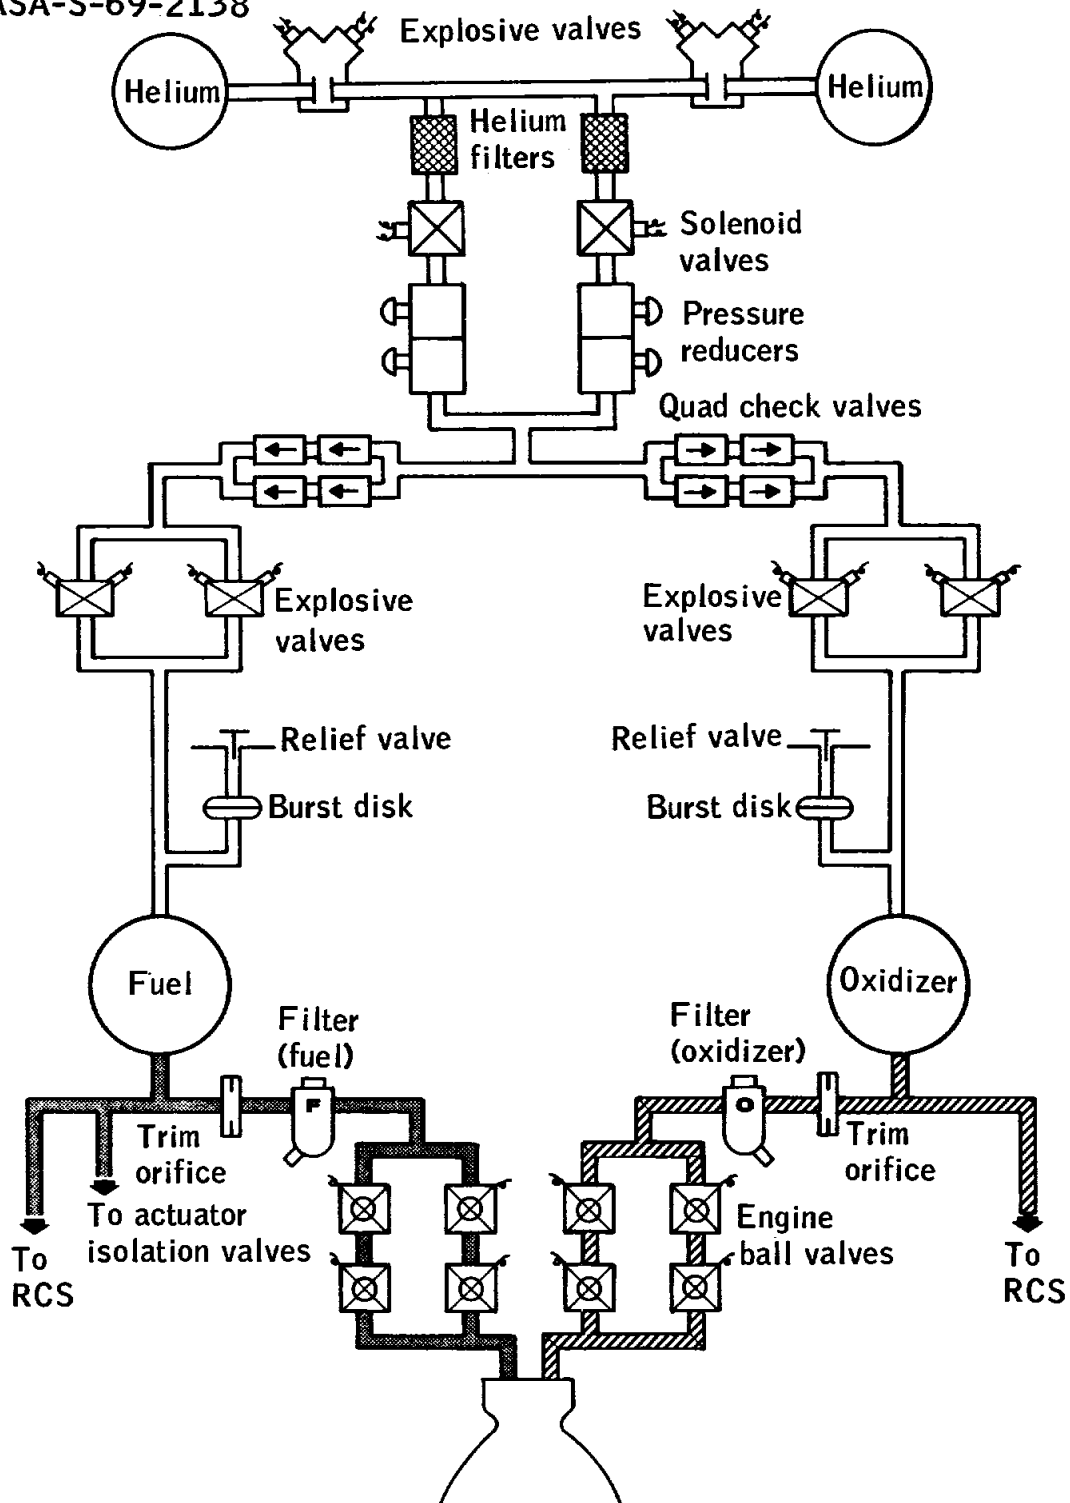 ASA-S-69-2138
Explosive valves
Helium
Helium
Helium
filters
Solenoid
valves
Pressure
reducers
Quad check valves
Explosive
valves
Explosive
valves
Relief valve
Relief valve
Burst disk
Burst disk
Fuel
Oxidizer
Filter
(fuel)
Filter
(oxidizer)
F
O
Trim
orifice
Trim
orifice
To actuator
isolation valves
Engine
ball valves
To
RCS
To
RCS